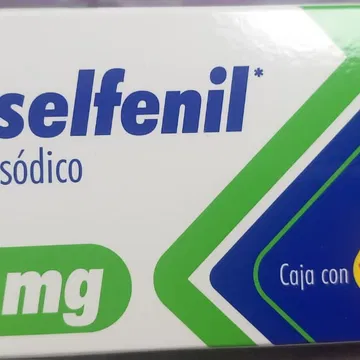 selfenil*
sódico
mg
Caja con